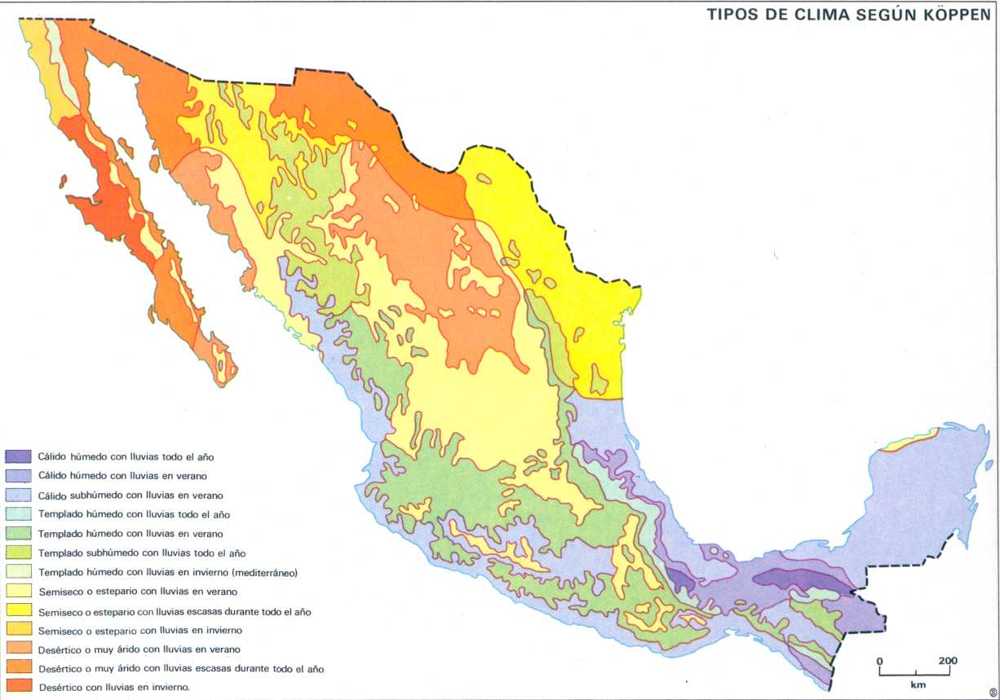 TIPOS DE CLIMA SEGÚN KÖPPEN
Cálido húmedo con lluvias todo el año
Cálido húmedo con lluvias en verano
Cálido subhúmedo con lluvias en verano
Templado húmedo con lluvias todo el año
Templado húmedo con lluvias en verano
Templado subhúmedo con lluvias todo el año
Templado húmedo con lluvias en invierno (mediterráneo)
Semiseco o estepario con lluvias en verano
Semiseco o estepario con lluvias escasas durante todo el año
Semiseco o estepario con lluvias en invierno
Desértico o muy árido con lluvias en verano
Desértico o muy árido con lluvias escasas durante todo el año
Desértico con lluvias en invierno.
0 200
km